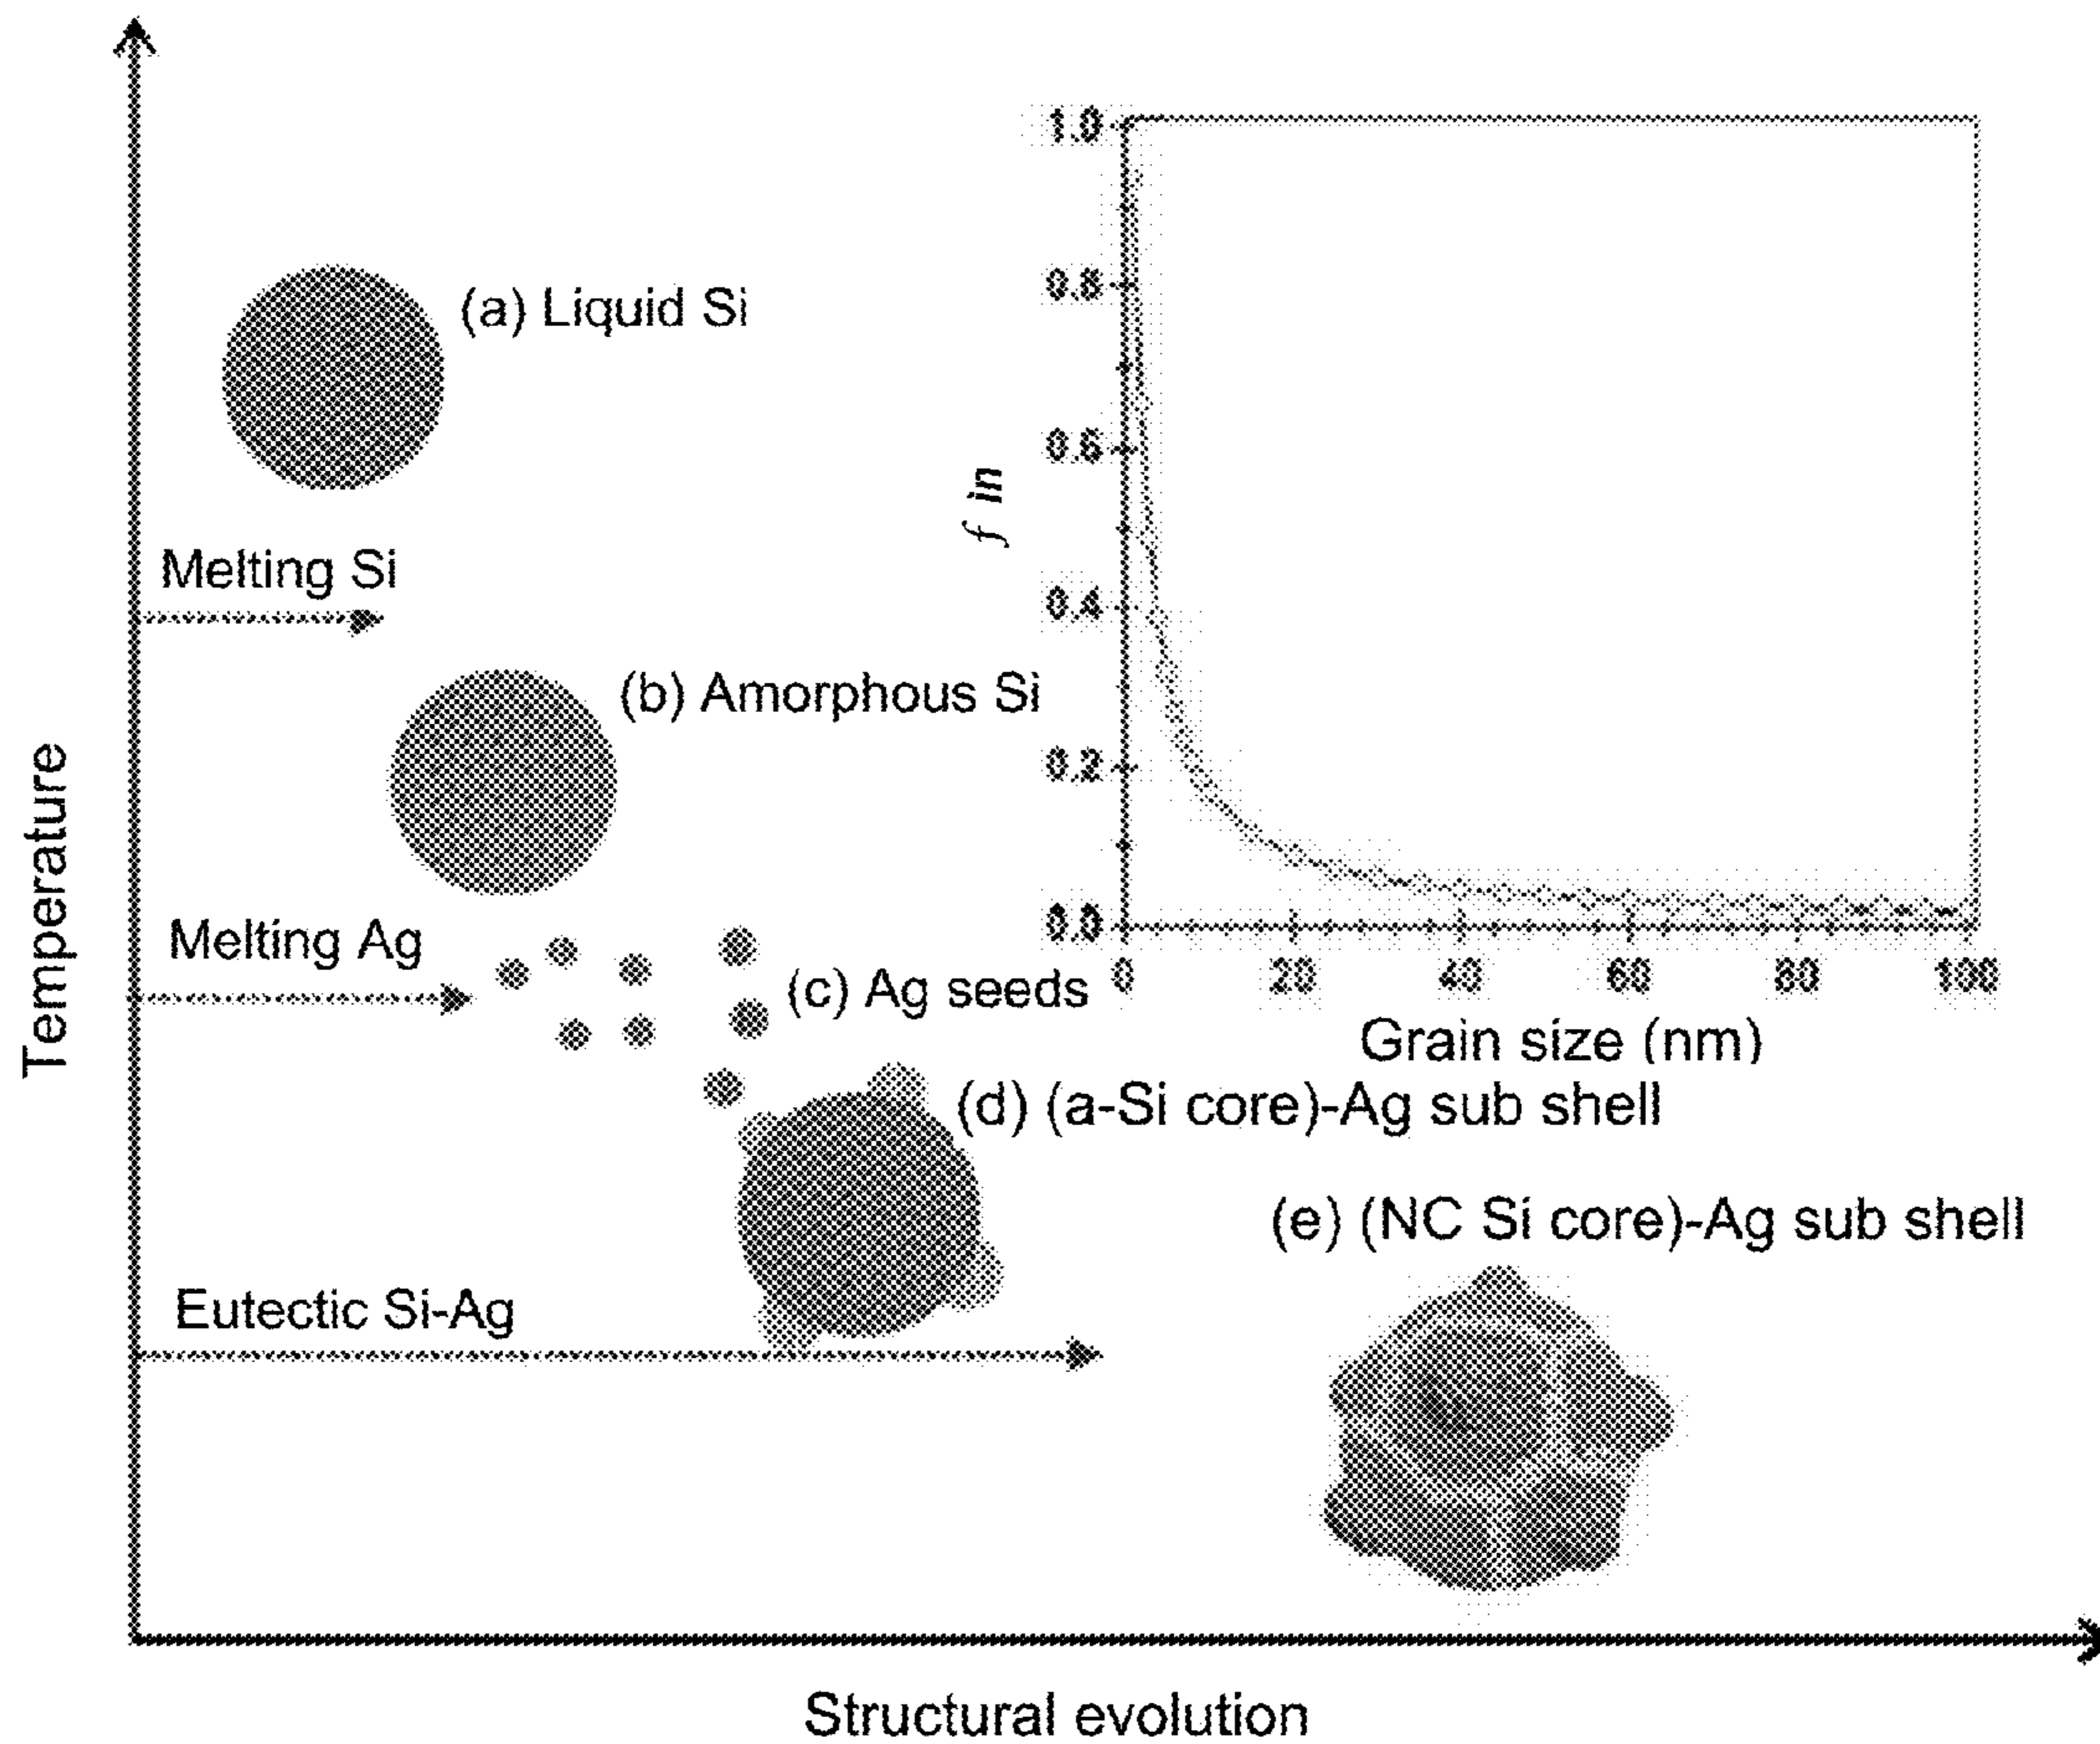 1.0
(a) Liquid Si
0.8
0.6
f in
Melting Si
0.4
(b) Amorphous Si
0.2
Temperature
Melting Ag
0.0
(c) Ag seeds
0 20 40 60 80 100
Grain size (nm)
(d) (a-Si core)-Ag sub shell
(e) (NC Si core)-Ag sub shell
Eutectic Si-Ag
Structural evolution